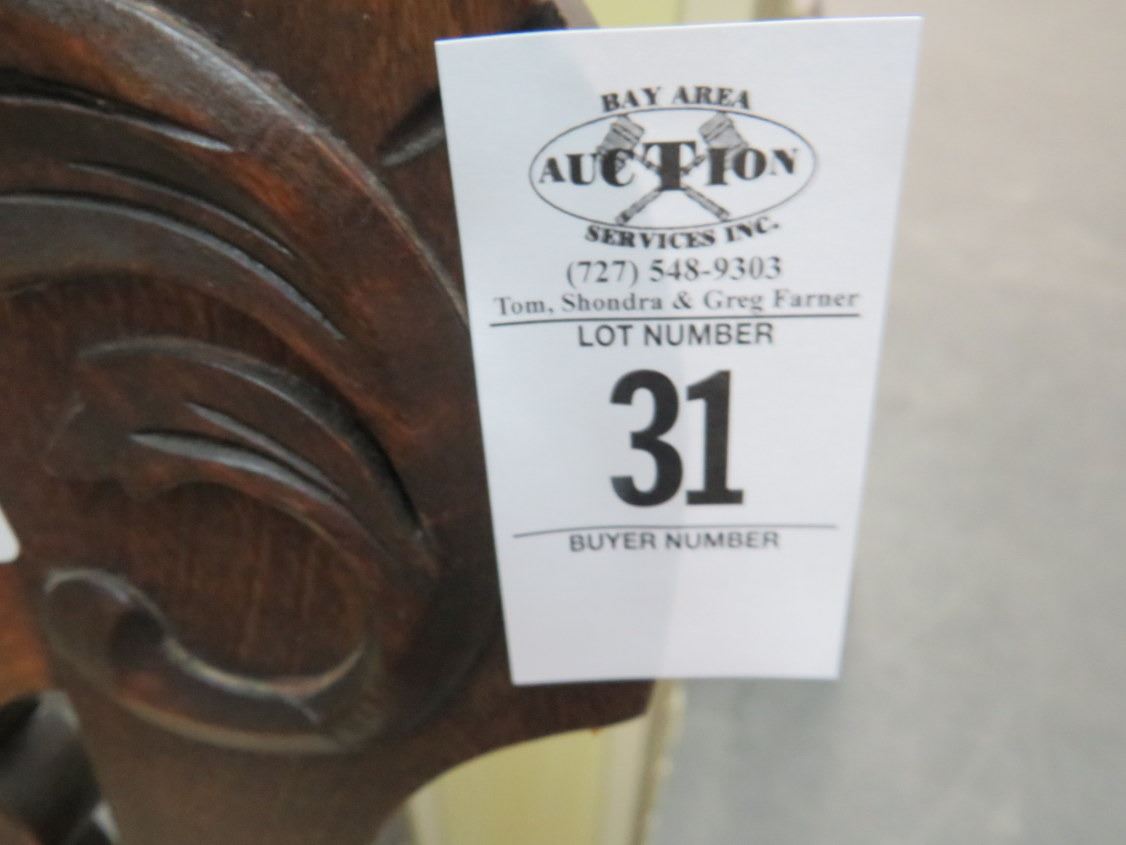 BAY AREA
AUCTION
SERVICES INC.
(727) 548-9303
Tom, Shondra & Greg Farner
LOT NUMBER
31
BUYER NUMBER